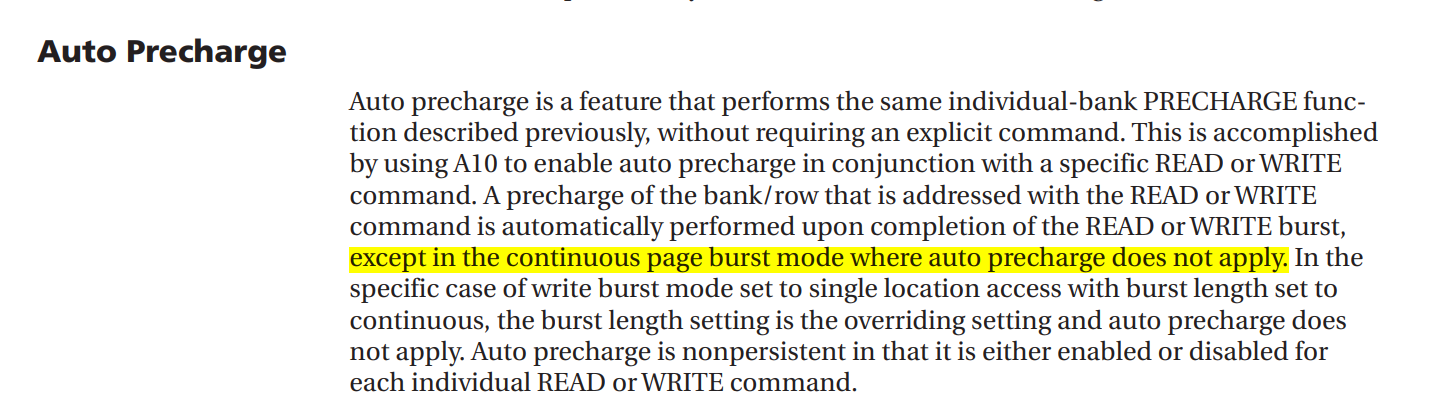 Auto Precharge
Auto precharge is a feature that performs the same individual-bank PRECHARGE func-
tion described previously, without requiring an explicit command. This is accomplished
by using A10 to enable auto precharge in conjunction with a specific READ or WRITE
command. A precharge of the bank/row that is addressed with the READ or WRITE
command is automatically performed upon completion of the READ or WRITE burst,
except in the continuous page burst mode where auto precharge does not apply. In the
specific case of write burst mode set to single location access with burst length set to
continuous, the burst length setting is the overriding setting and auto precharge does
not apply. Auto precharge is nonpersistent in that it is either enabled or disabled for
each individual READ or WRITE command.